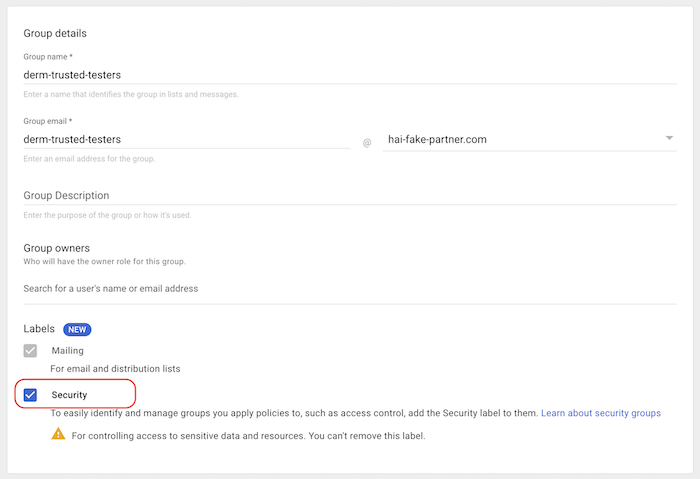 Group details
Group name *
derm-trusted-testers
Enter a name that identifies the group in lists and messages.
Group email *
derm-trusted-testers @ hai-fake-partner.com
Enter an email address for the group.
Group Description
Enter the purpose of the group or how it's used.
Group owners
Who will have the owner role for this group.
Search for a user's name or email address
Labels NEW
Mailing
For email and distribution lists
Security
To easily identify and manage groups you apply policies to, such as access control, add the Security label to them. Learn about security groups
For controlling access to sensitive data and resources. You can't remove this label.